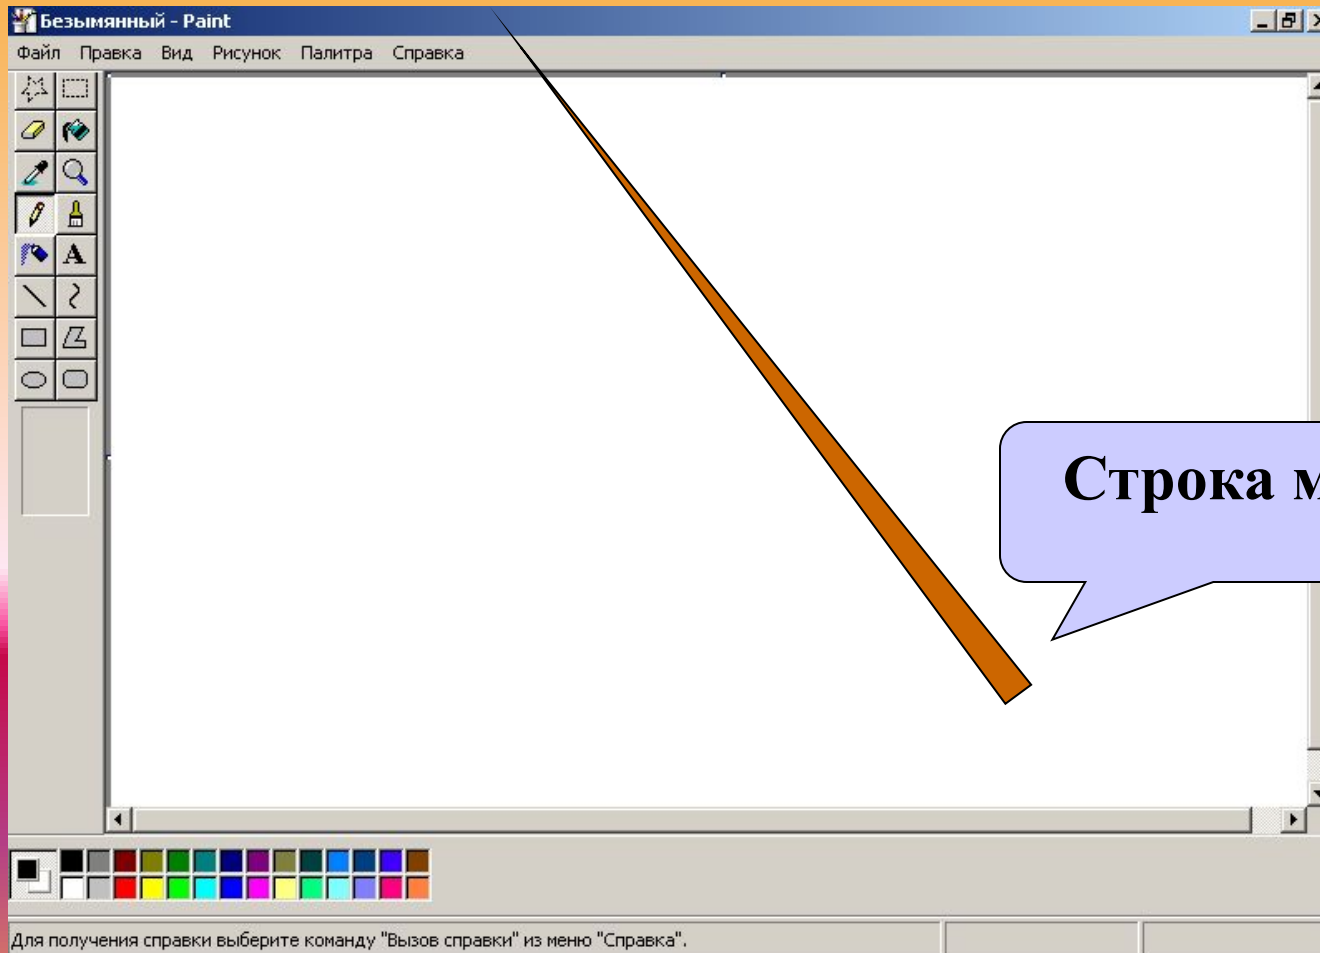 Безымянный - Paint
Файл Правка Вид Рисунок Палитра Справка
A
Строка
Для получения справки выберите команду "Вызов справки" из меню "Справка".